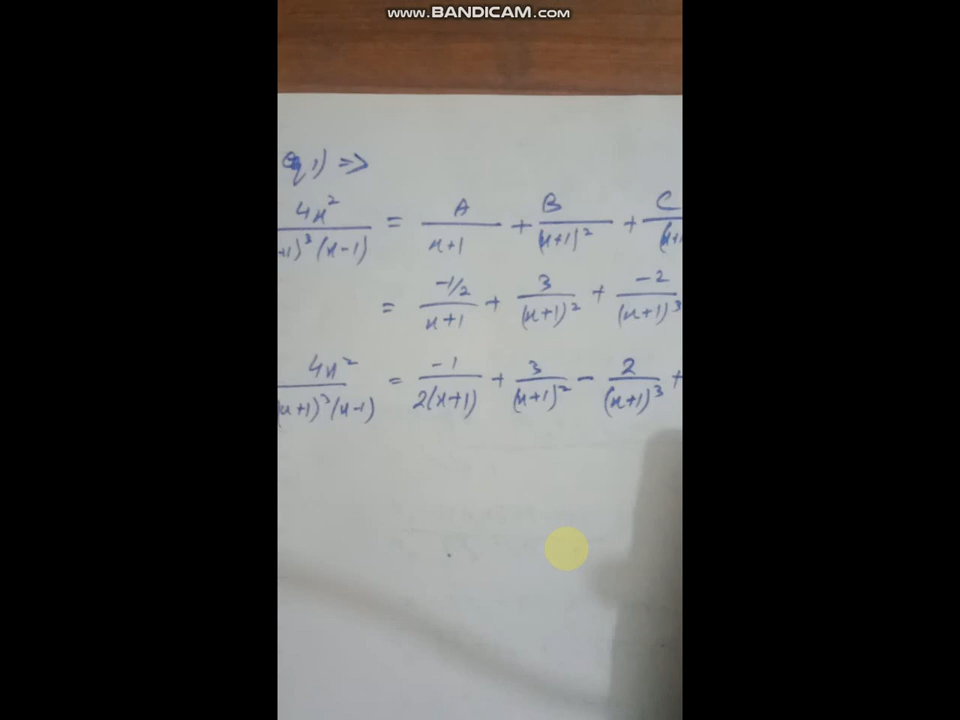 WWW.BANDICAM.COM
Eq 1) =>
4x² / +1)³(x-1) = A / x+1 + B / (x+1)² + C / (x+1
= -1/2 / x+1 + 3 / (x+1)² + -2 / (x+1)³
4x² / (x+1)³(x-1) = -1 / 2(x+1) + 3 / (x+1)² - 2 / (x+1)³ +